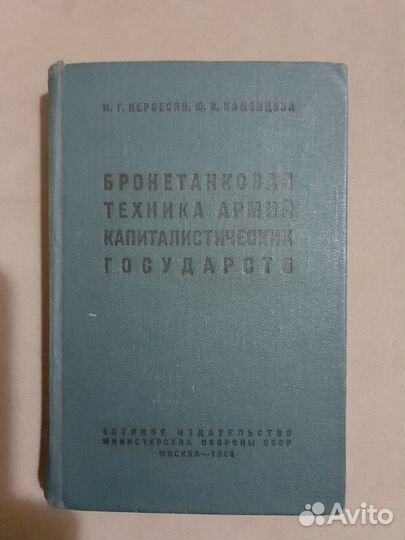 М. Г. НЕРСЕСЯН, Ю. В. КАМЕНЦЕВА
БРОНЕТАНКОВАЯ
ТЕХНИКА АРМИЙ
КАПИТАЛИСТИЧЕСКИХ
ГОСУДАРСТВ
ВОЕННОЕ ИЗДАТЕЛЬСТВО
МИНИСТЕРСТВА ОБОРОНЫ СССР
МОСКВА—1964
Avito